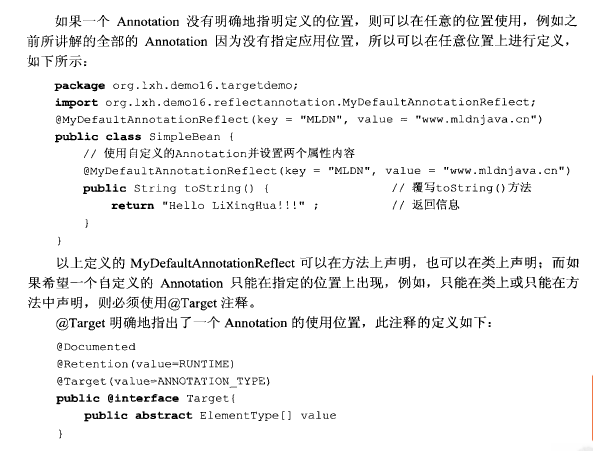 如果一个 Annotation 没有明确地指明定义的位置，则可以在任意的位置使用，例如之
前所讲解的全部的 Annotation 因为没有指定应用位置，所以可以在任意位置上进行定义，
如下所示：
package org.lxh.demo16.targetdemo;
import org.lxh.demo16.reflectannotation.MyDefaultAnnotationReflect;
@MyDefaultAnnotationReflect(key = "MLDN", value = "www.mldnjava.cn")
public class SimpleBean {
// 使用自定义的Annotation并设置两个属性内容
@MyDefaultAnnotationReflect(key = "MLDN", value = "www.mldnjava.cn")
public String toString() { // 覆写toString()方法
return "Hello LiXingHua!!!" ; // 返回信息
}
}
以上定义的 MyDefaultAnnotationReflect 可以在方法上声明，也可以在类上声明；而如
果希望一个自定义的 Annotation 只能在指定的位置上出现，例如，只能在类上或只能在方
法中声明，则必须使用@Target 注释。
@Target 明确地指出了一个 Annotation 的使用位置，此注释的定义如下：
@Documented
@Retention(value=RUNTIME)
@Target(value=ANNOTATION_TYPE)
public @interface Target{
public abstract ElementType[] value
}